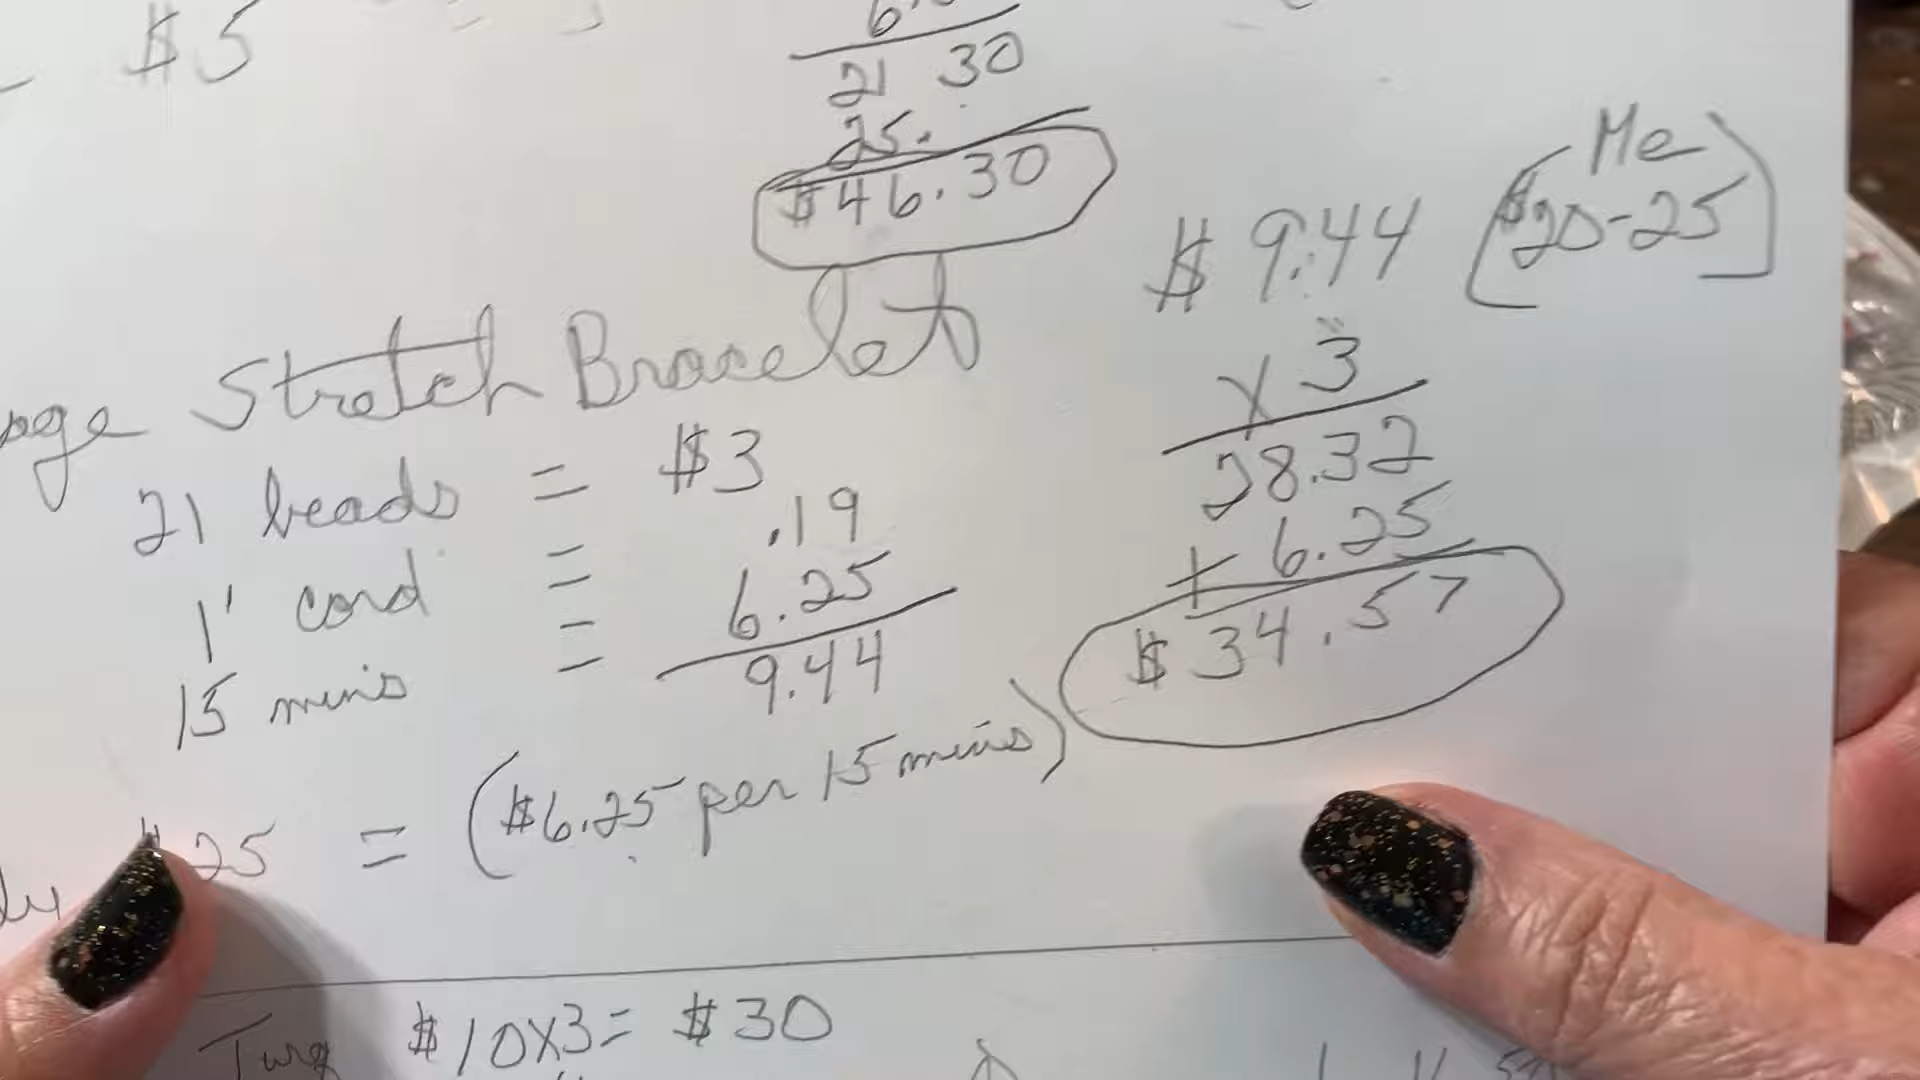 $5
21 30
25.
$46.30
Me
$9.44 [$20-25]
x 3
28.32
+ 6.25
$34.57
Stretch Bracelet
21 beads = $3
1' cord = .19
15 mins = 6.25
9.44
$25 = ($6.25 per 15 mins)
$10x3= $30